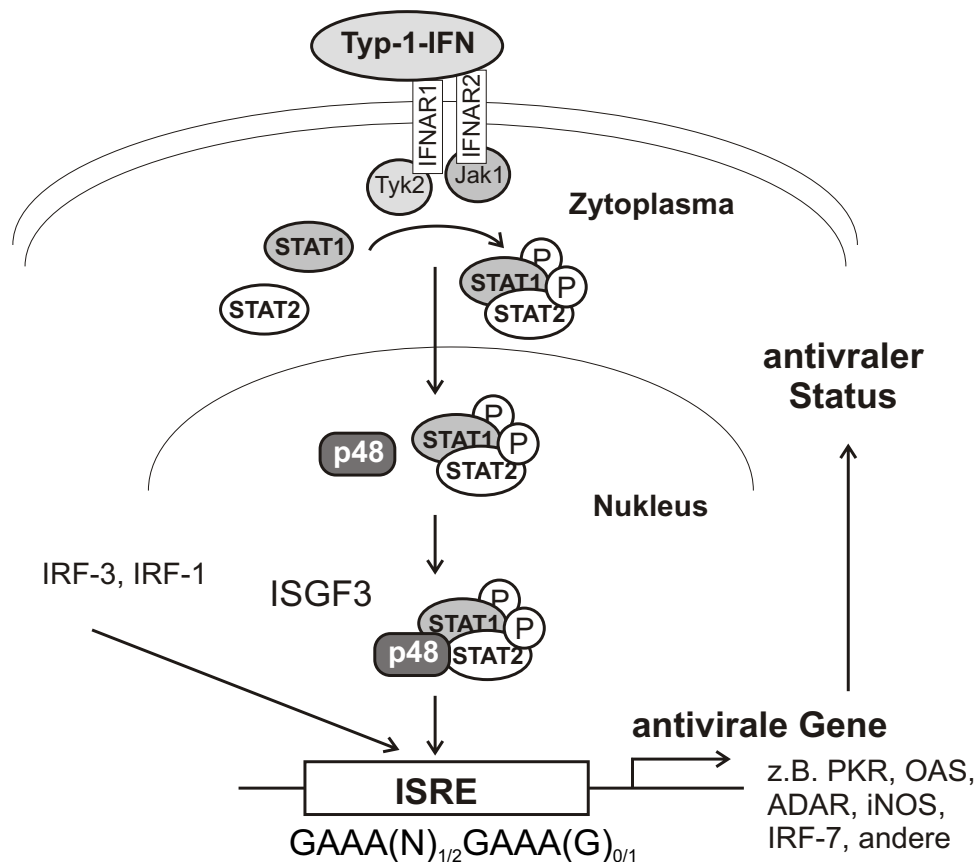 Typ-1-IFN
IFNAR1
IFNAR2
Tyk2
Jak1
Zytoplasma
STAT1
STAT2
P
STAT1
P
STAT2
antivraler
Status
P
STAT1
P
STAT2
p48
Nukleus
IRF-3, IRF-1
ISGF3
P
STAT1
P
p48
STAT2
antivirale Gene
ISRE
z.B. PKR, OAS,
ADAR, iNOS,
IRF-7, andere
GAAA(N)1/2GAAA(G)0/1